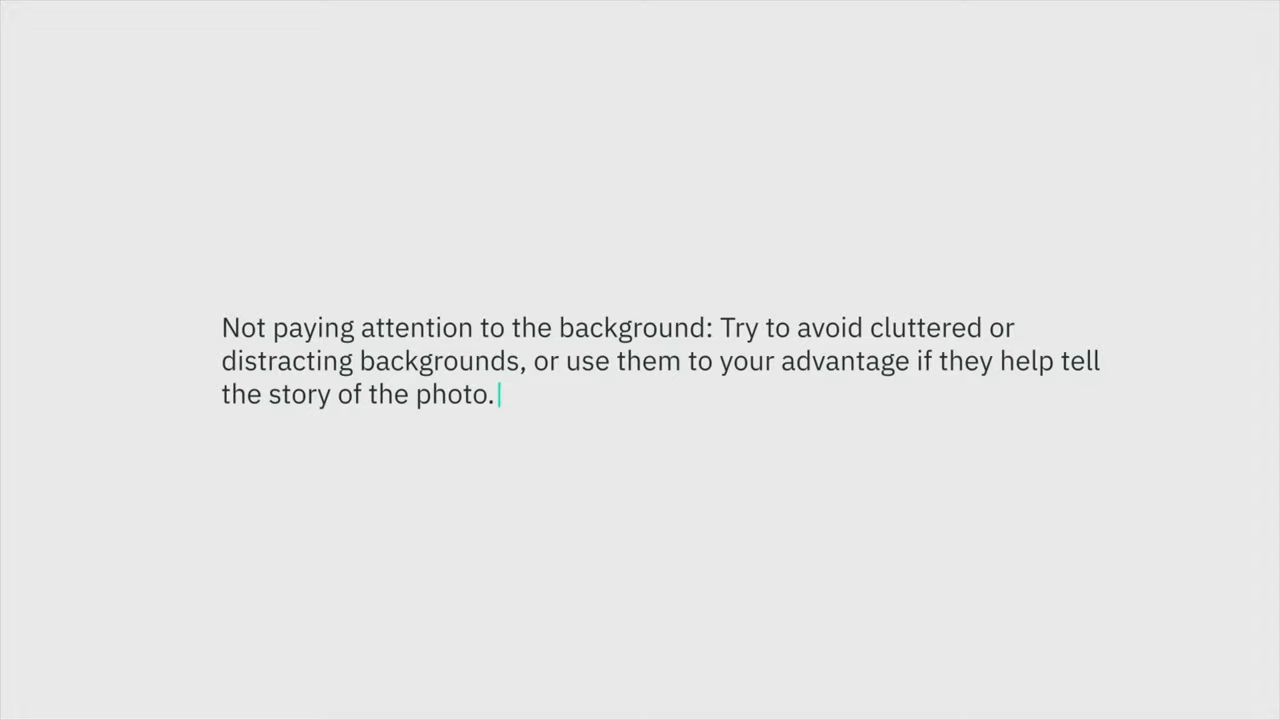 Not paying attention to the background: Try to avoid cluttered or
distracting backgrounds, or use them to your advantage if they help tell
the story of the photo.